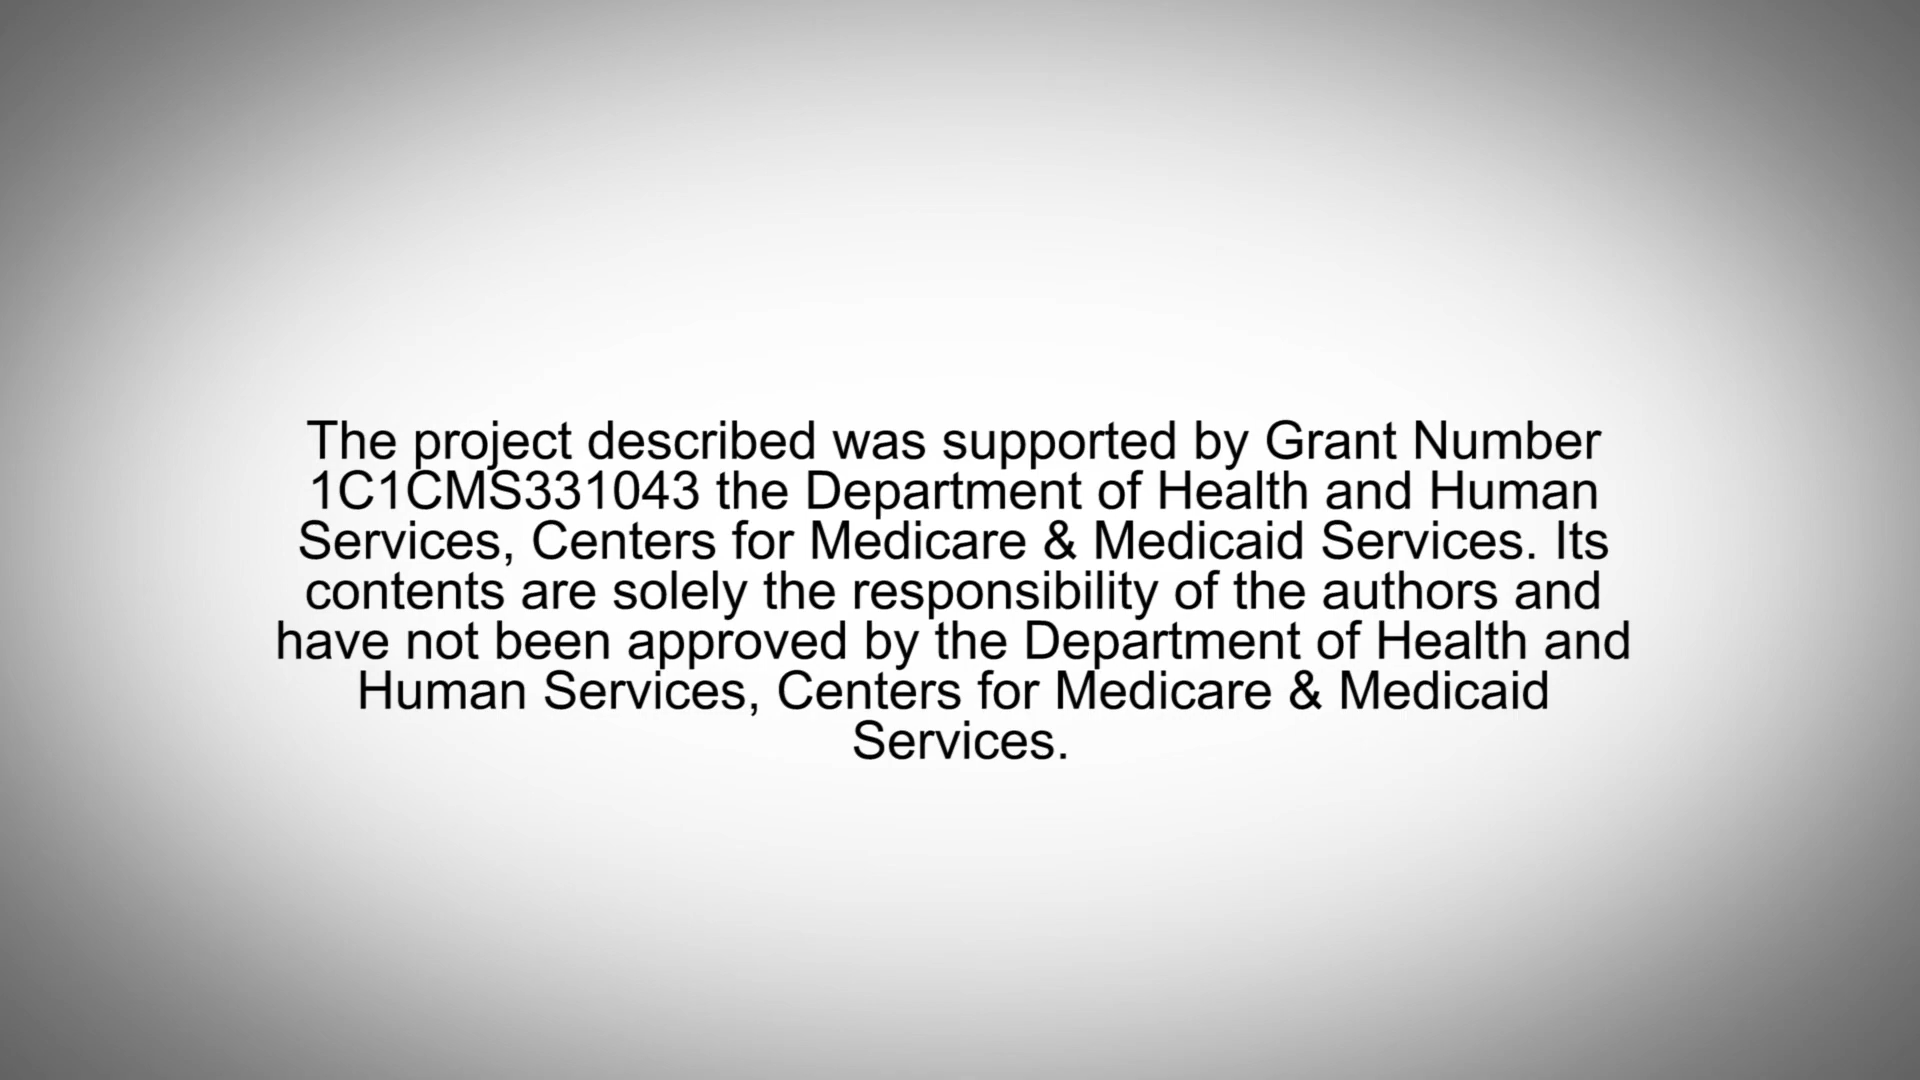 The project described was supported by Grant Number
1C1CMS331043 the Department of Health and Human
Services, Centers for Medicare & Medicaid Services. Its
contents are solely the responsibility of the authors and
have not been approved by the Department of Health and
Human Services, Centers for Medicare & Medicaid
Services.